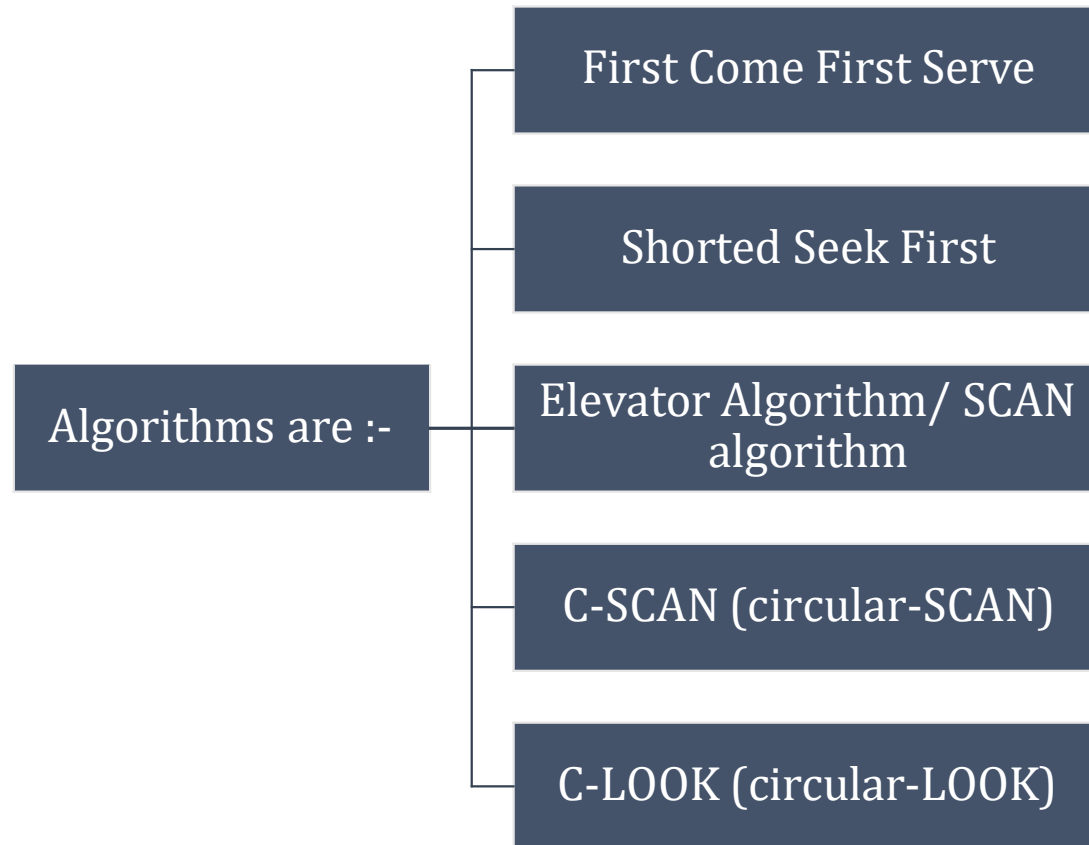 First Come First Serve
Shorted Seek First
Algorithms are :-
Elevator Algorithm/ SCAN
algorithm
C-SCAN (circular-SCAN)
C-LOOK (circular-LOOK)